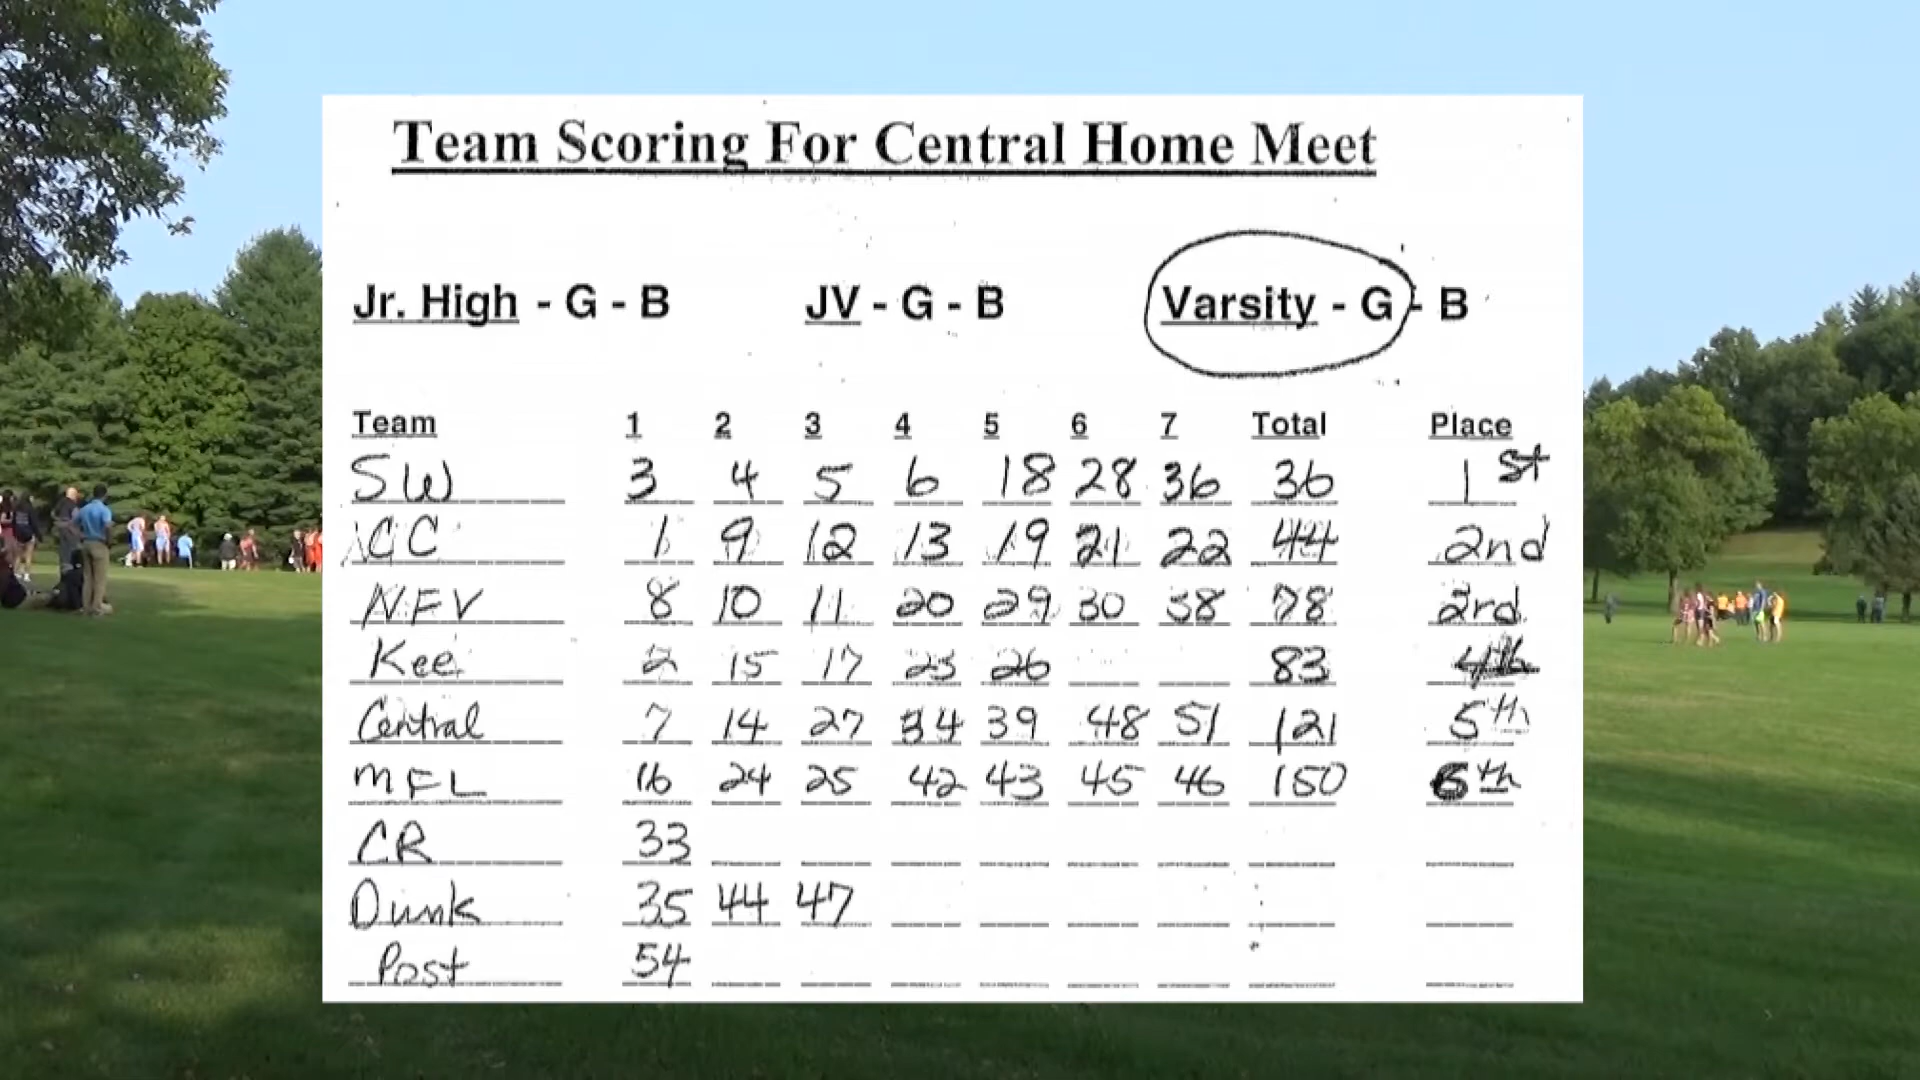 Team Scoring For Central Home Meet
Jr. High - G - B JV - G - B Varsity - G - B
Team 1 2 3 4 5 6 7 Total Place
SW 3 4 5 6 18 28 36 36 1st
CC 1 9 12 13 19 21 22 44 2nd
NFV 8 10 11 20 29 30 38 78 2rd
Kee 2 15 17 23 26 83 4th
Central 7 14 27 34 39 48 51 121 5th
MFL 16 24 25 42 43 45 46 150 6th
CR 33
Dunk 35 44 47
Post 54